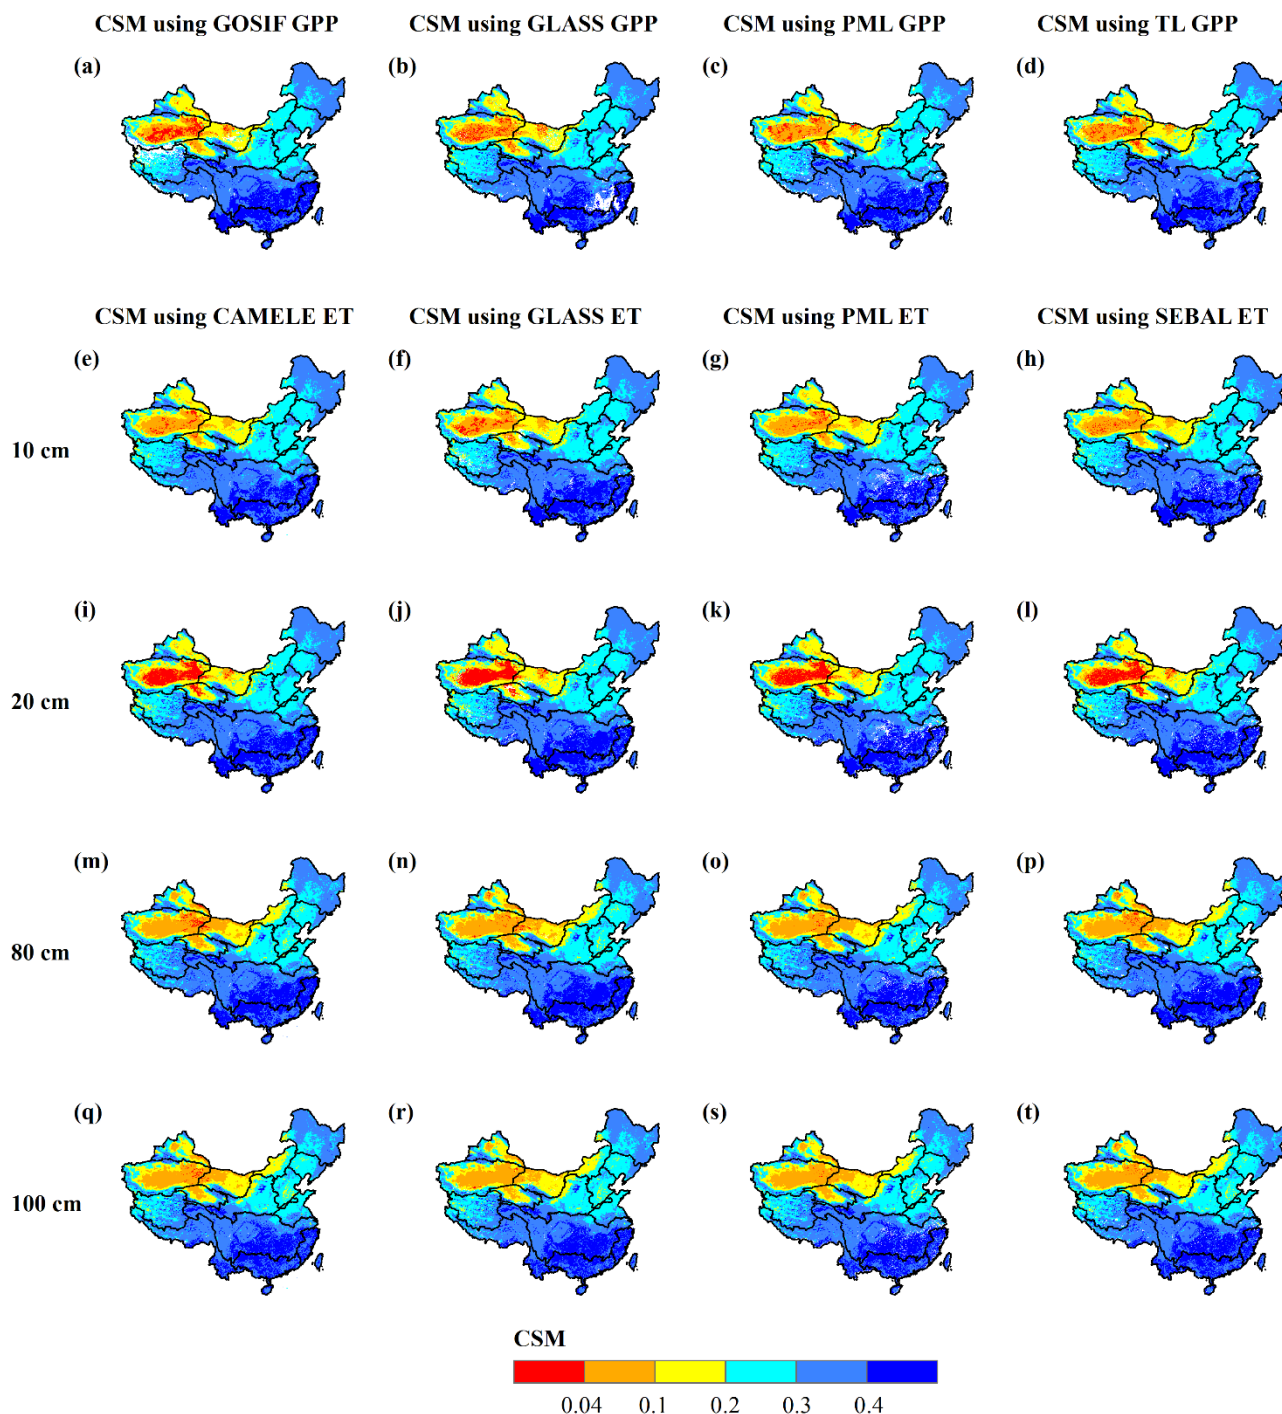 CSM using GOSIF GPP CSM using GLASS GPP CSM using PML GPP CSM using TL GPP
(a) (b) (c) (d)
CSM using CAMELE ET CSM using GLASS ET CSM using PML ET CSM using SEBAL ET
(e) (f) (g) (h)
10 cm
(i) (j) (k) (l)
20 cm
(m) (n) (o) (p)
80 cm
(q) (r) (s) (t)
100 cm
CSM
0.04 0.1 0.2 0.3 0.4